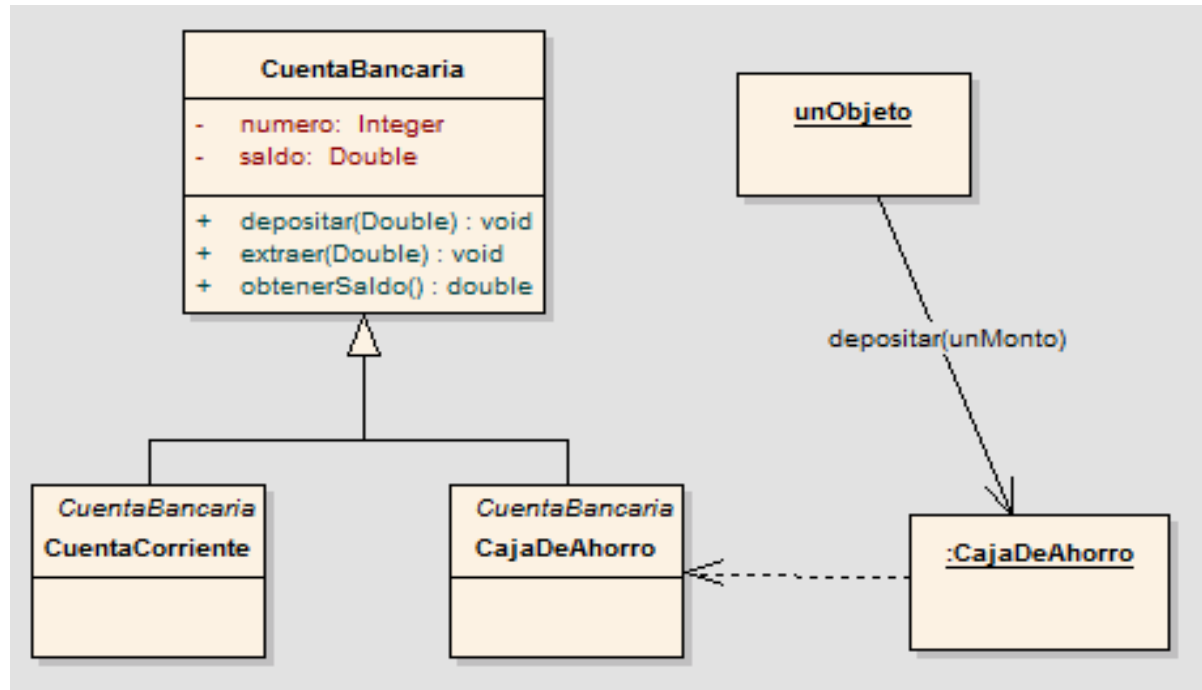 CuentaBancaria
- numero: Integer
- saldo: Double
+ depositar(Double) : void
+ extraer(Double) : void
+ obtenerSaldo() : double
unObjeto
depositar(unMonto)
CuentaBancaria
CuentaCorriente
CuentaBancaria
CajaDeAhorro
:CajaDeAhorro